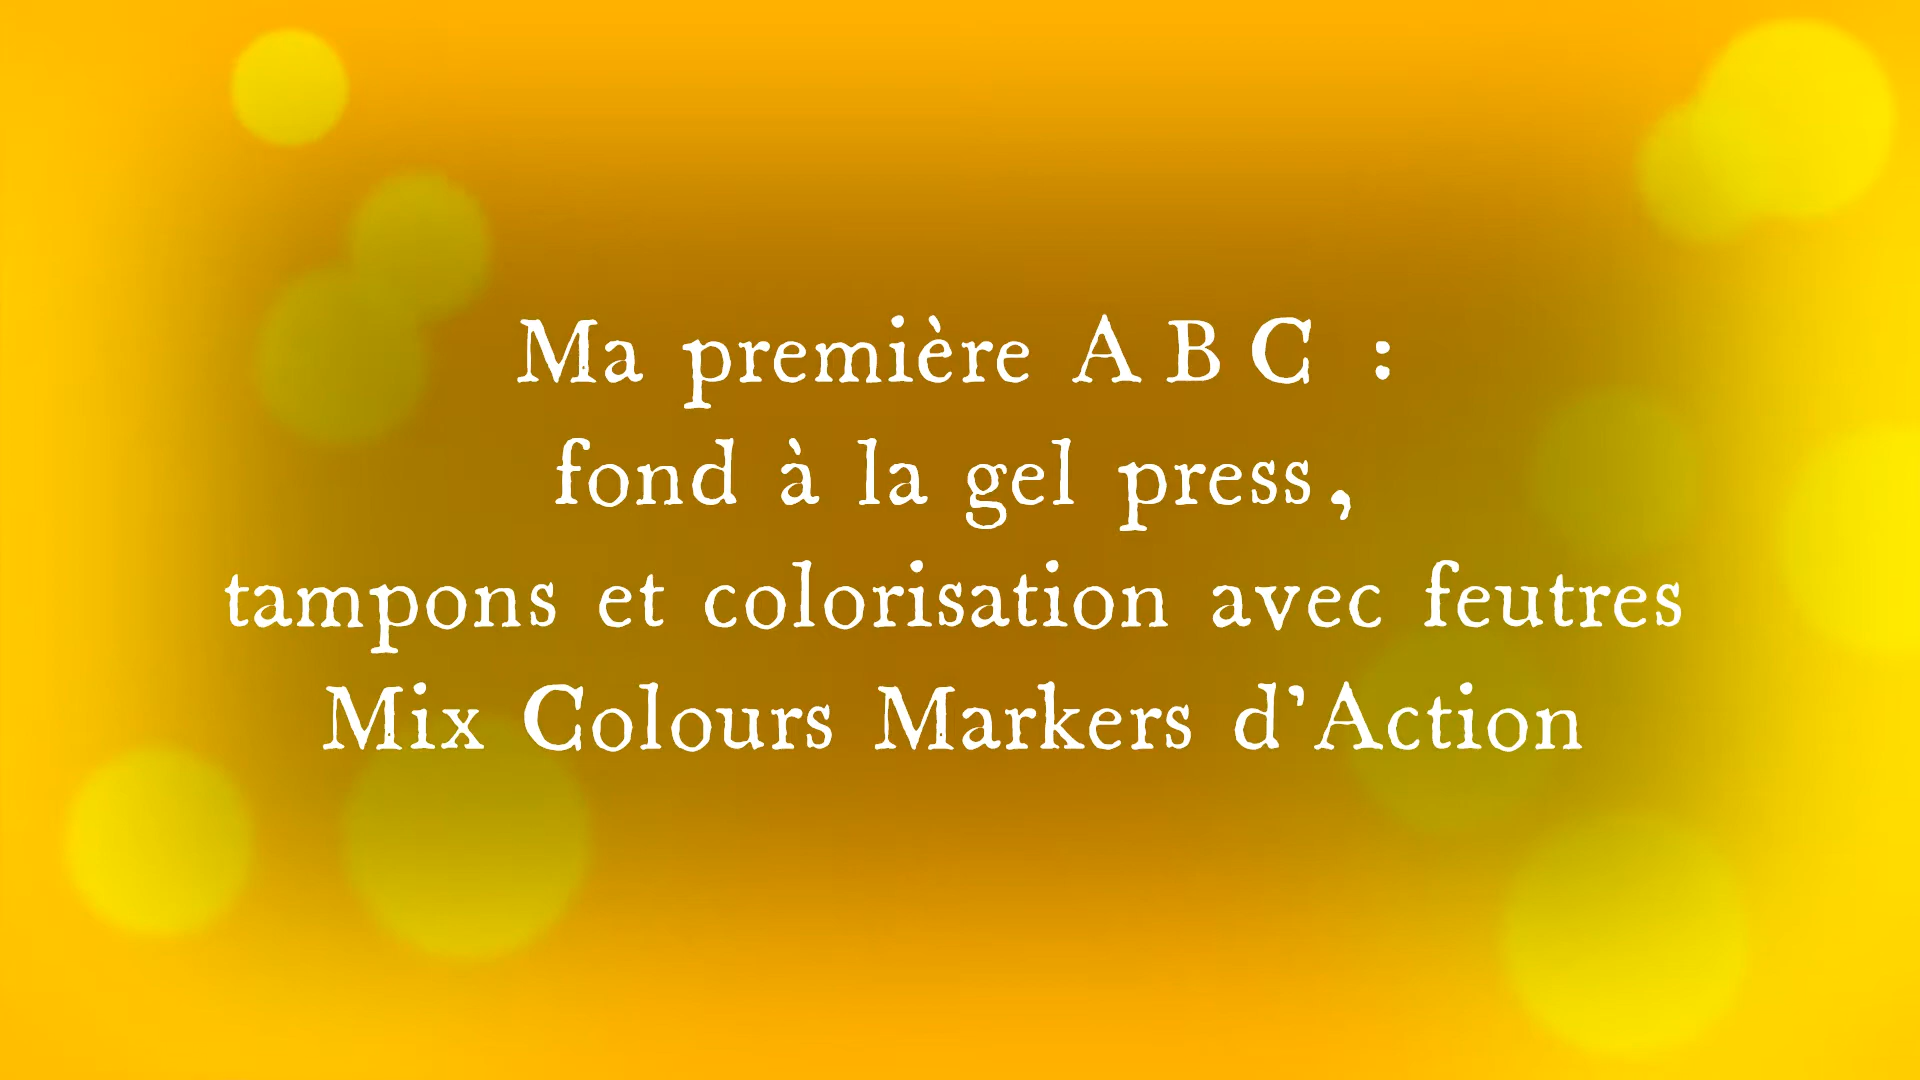 Ma première A B C :
fond à la gel press,
tampons et colorisation avec feutres
Mix Colours Markers d'Action